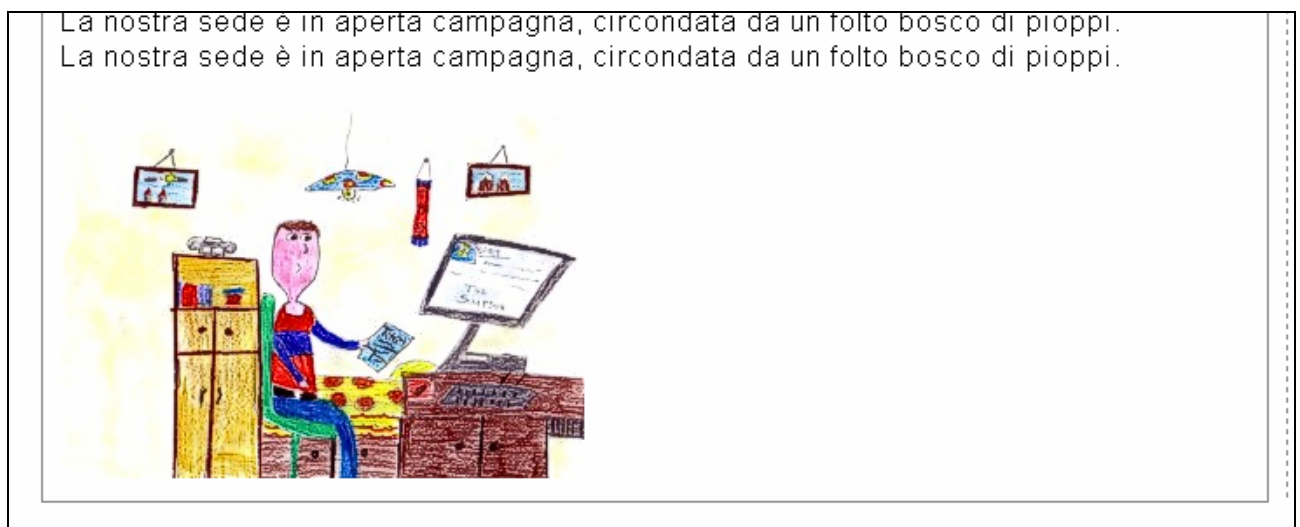 La nostra sede è in aperta campagna, circondata da un folto bosco di pioppi.
La nostra sede è in aperta campagna, circondata da un folto bosco di pioppi.